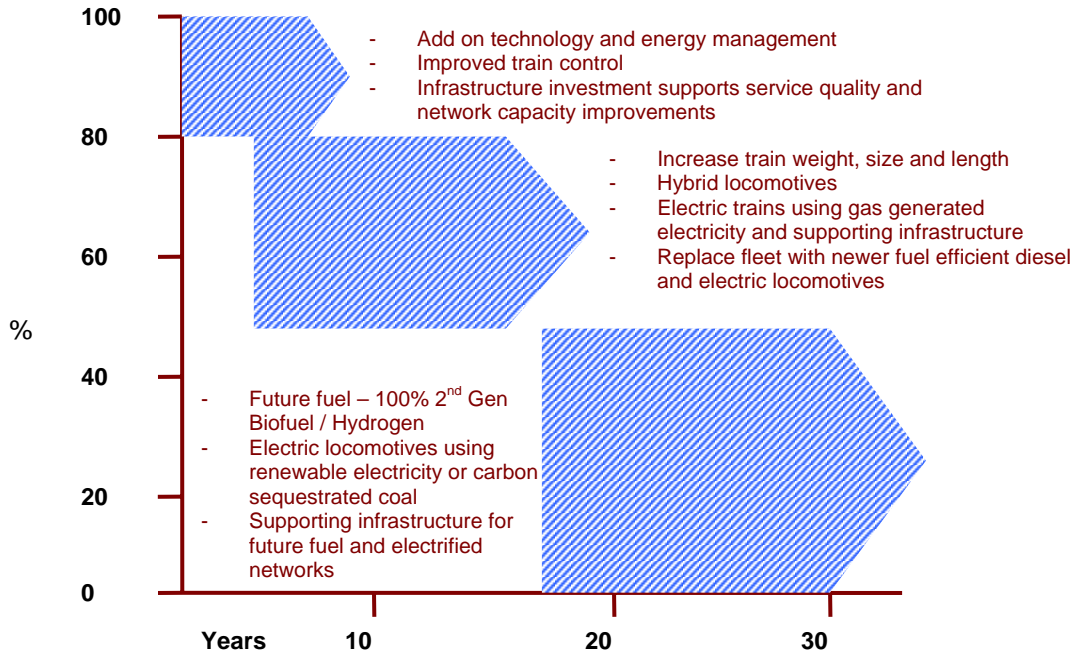 100
- Add on technology and energy management
- Improved train control
- Infrastructure investment supports service quality and
network capacity improvements
80
- Increase train weight, size and length
- Hybrid locomotives
- Electric trains using gas generated
electricity and supporting infrastructure
- Replace fleet with newer fuel efficient diesel
and electric locomotives
60
%
40
- Future fuel – 100% 2nd Gen
Biofuel / Hydrogen
- Electric locomotives using
renewable electricity or carbon
sequestrated coal
- Supporting infrastructure for
future fuel and electrified
networks
20
0
Years 10 20 30